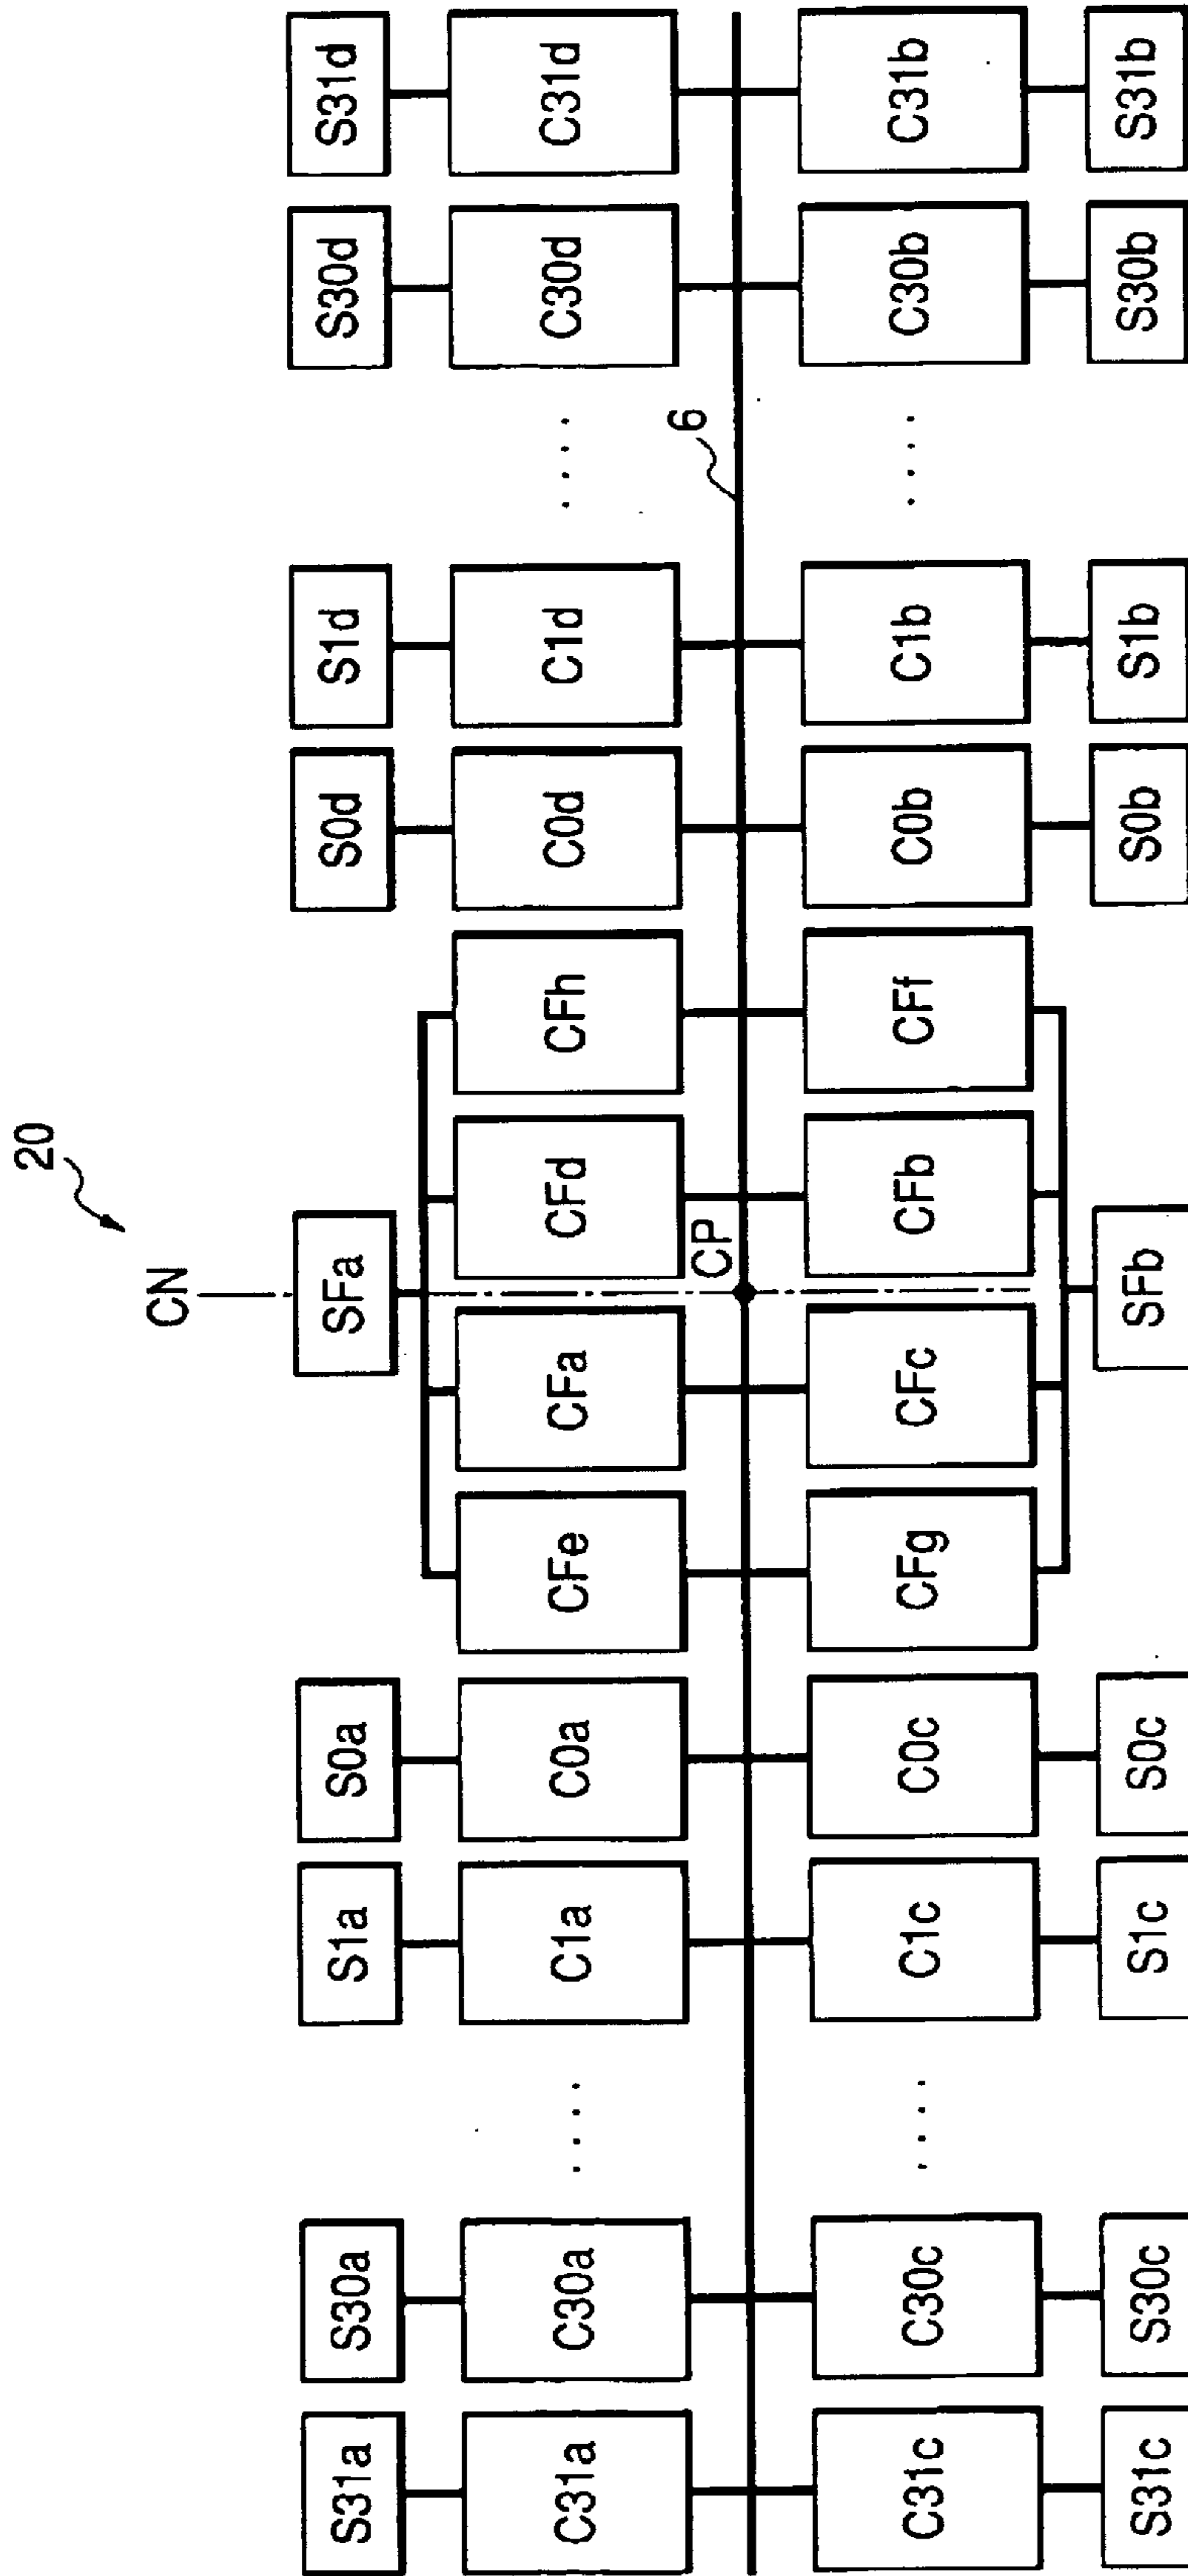 20
CN
S31a S30a S1a S0a SFa S0d S1d S30d S31d
C31a C30a .... C1a C0a CFe CFa CFd CFh C0d C1d .... C30d C31d
CP 6
C31c C30c .... C1c C0c CFg CFc CFb CFf C0b C1b .... C30b C31b
S31c S30c S1c S0c SFb S0b S1b S30b S31b